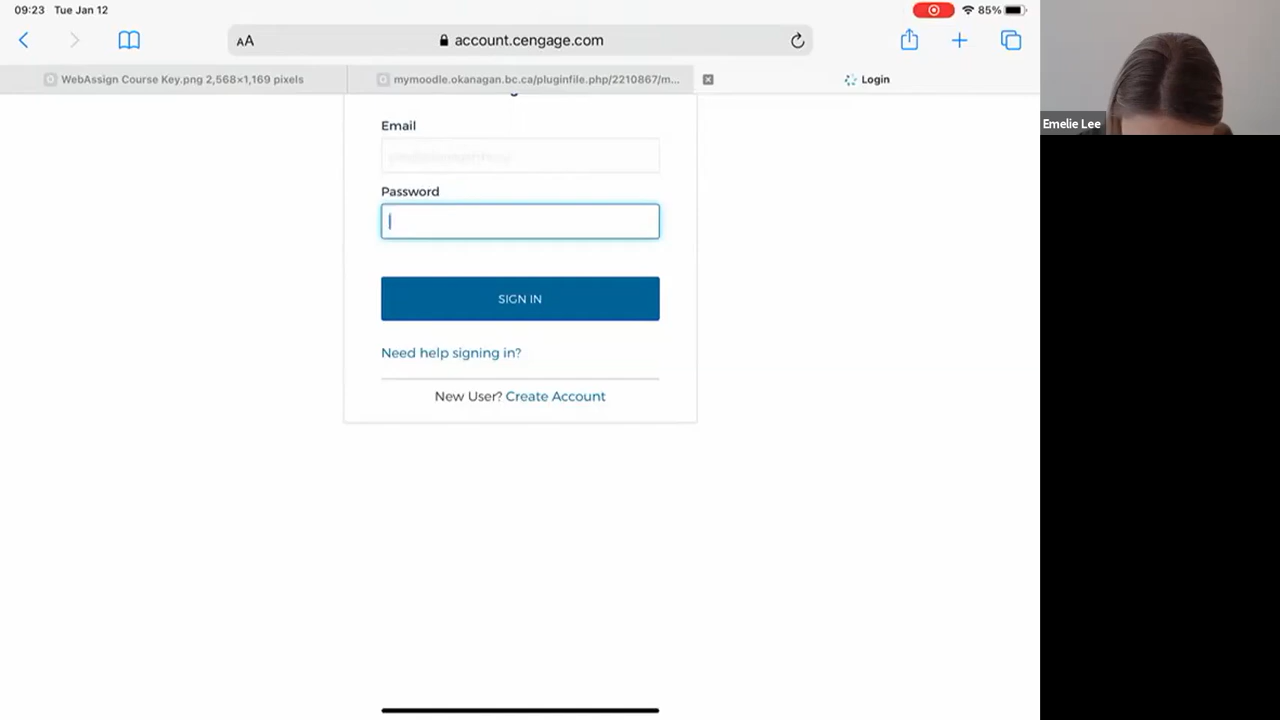 09:23 Tue Jan 12
85%
AA
account.cengage.com
WebAssign Course Key.png 2,568×1,169 pixels
mymoodle.okanagan.bc.ca/pluginfile.php/2210867/m...
Login
Emelie Lee
Email
Password
SIGN IN
Need help signing in?
New User? Create Account